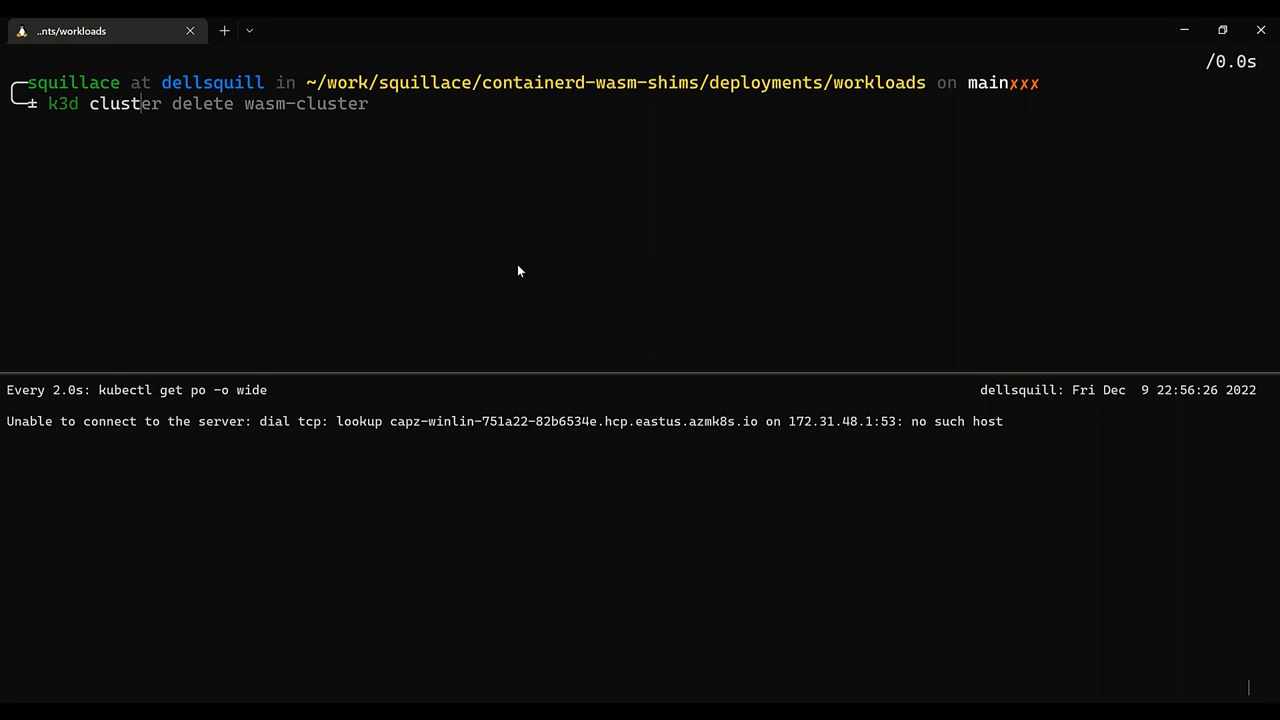 ..nts/workloads
/0.0s
squillace at dellsquill in ~/work/squillace/containerd-wasm-shims/deployments/workloads on main✗✗✗
± k3d cluster delete wasm-cluster
Every 2.0s: kubectl get po -o wide dellsquill: Fri Dec  9 22:56:26 2022
Unable to connect to the server: dial tcp: lookup capz-winlin-751a22-82b6534e.hcp.eastus.azmk8s.io on 172.31.48.1:53: no such host